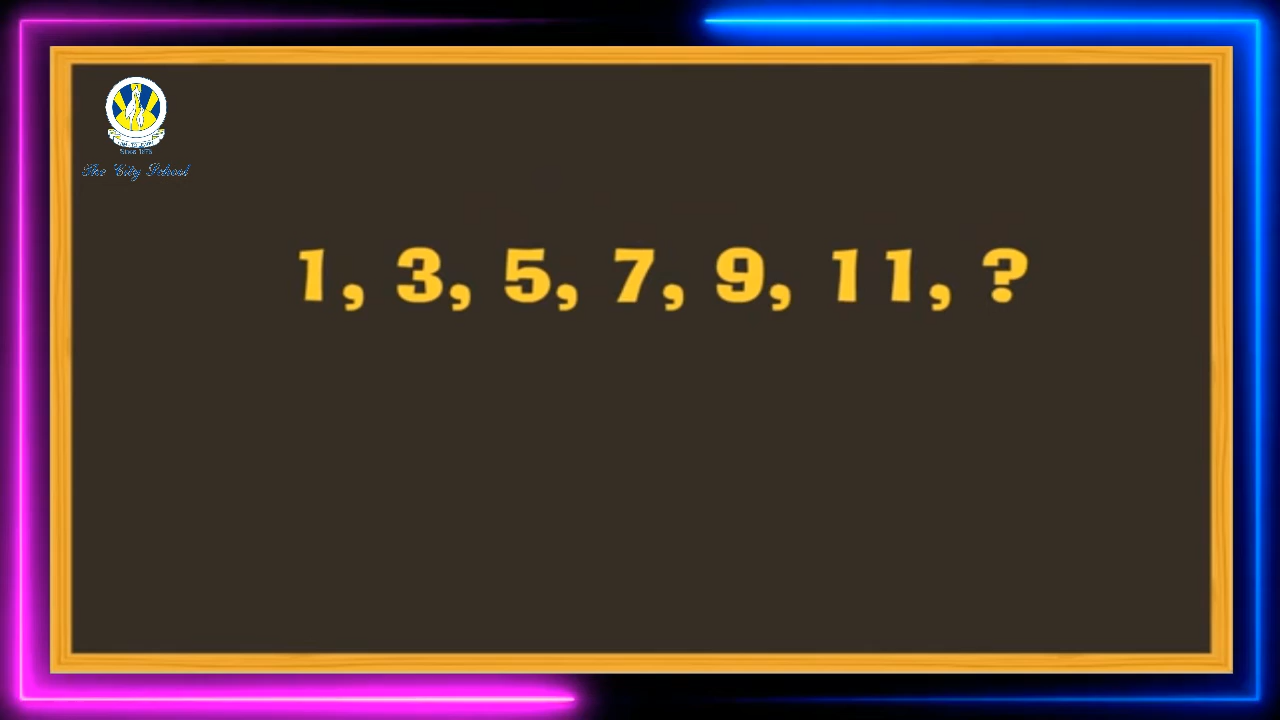 The City School
1, 3, 5, 7, 9, 11, ?